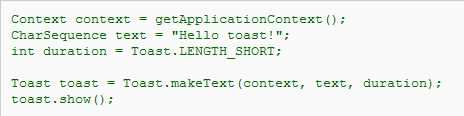 Context context = getApplicationContext();
CharSequence text = "Hello toast!";
int duration = Toast.LENGTH_SHORT;

Toast toast = Toast.makeText(context, text, duration);
toast.show();